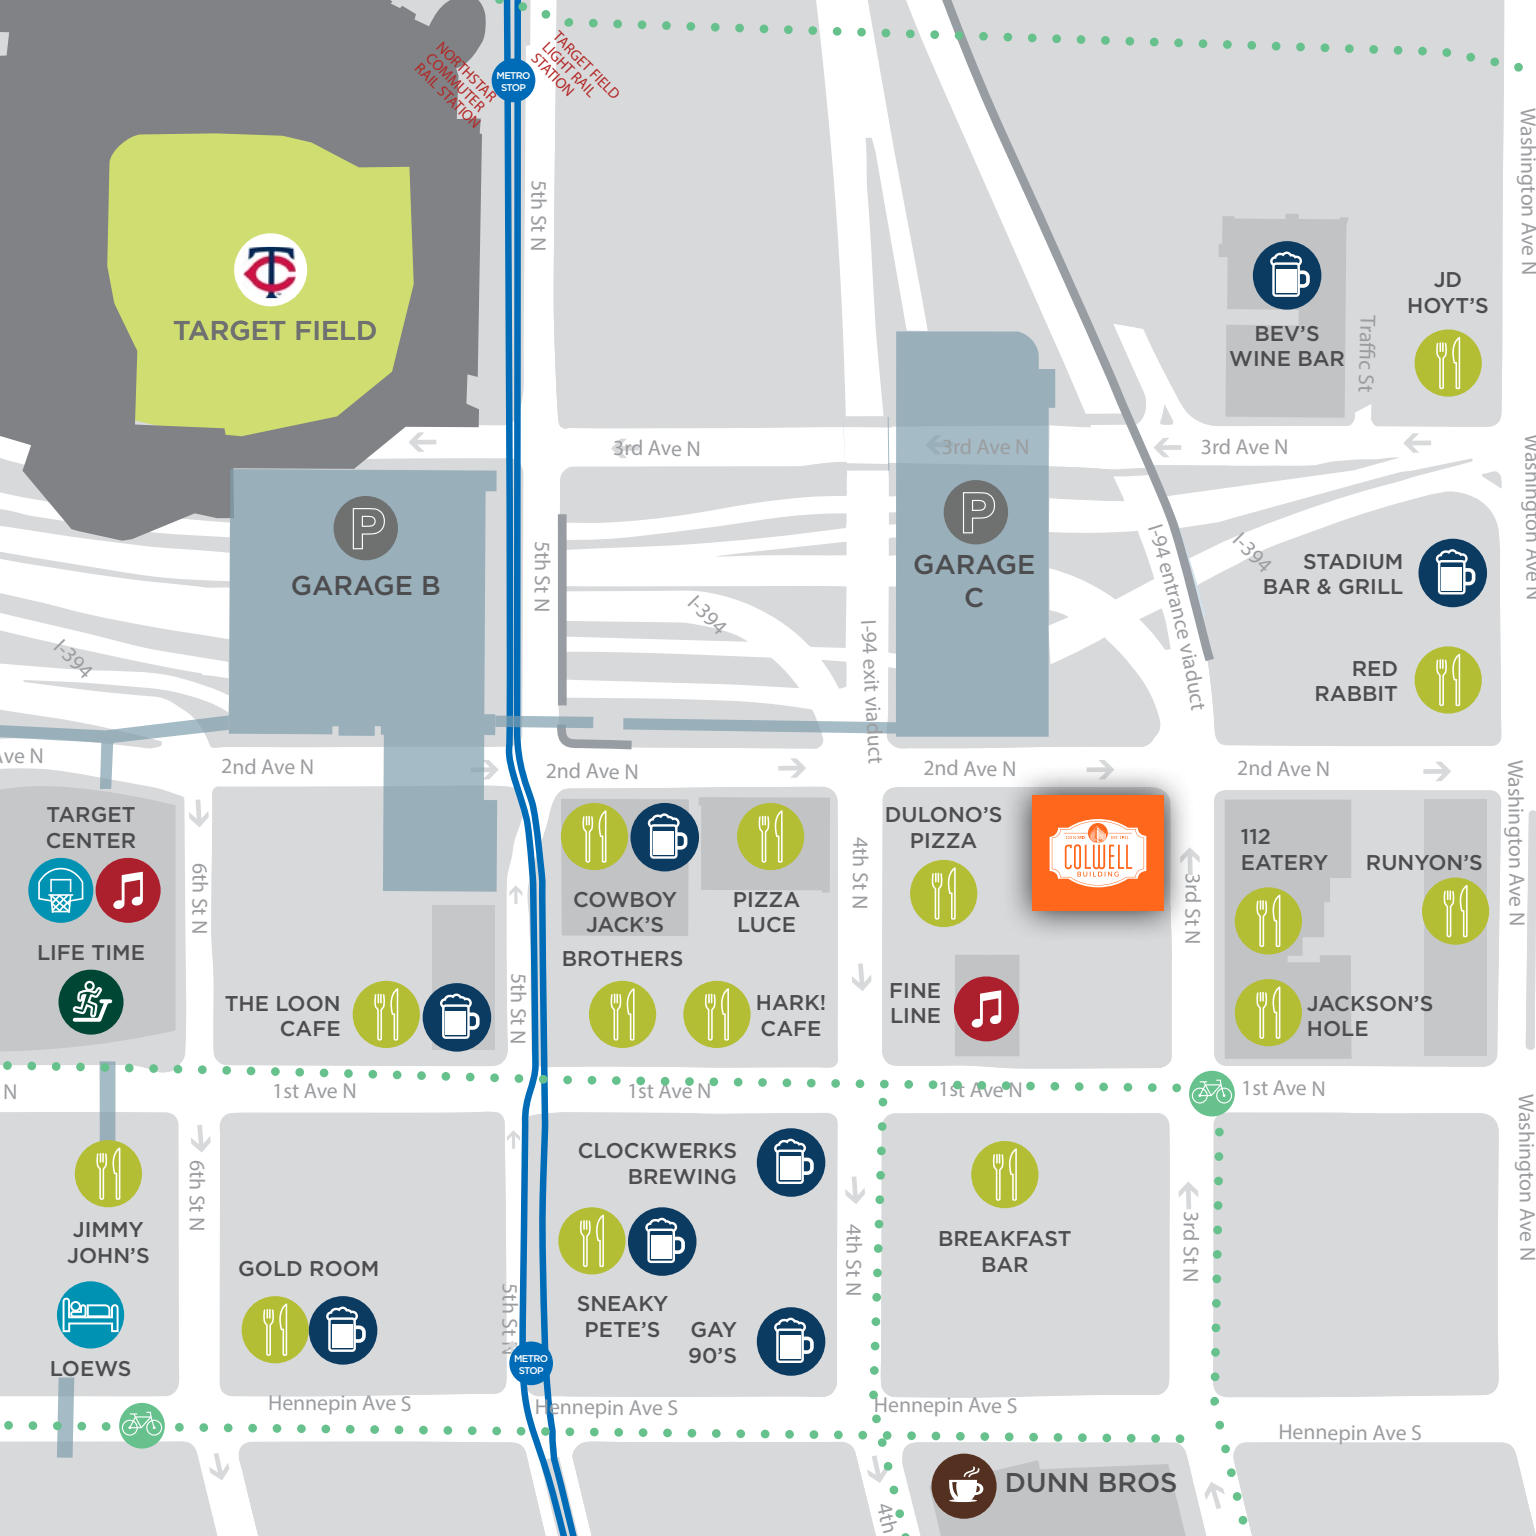 NORTHSTAR
COMMUTER
RAIL STATION
METRO
STOP
TARGET FIELD
LIGHT RAIL
STATION
Washington Ave N
5th St N
TC
TARGET FIELD
BEV'S
WINE BAR
Traffic St
JD
HOYT'S
3rd Ave N
3rd Ave N
3rd Ave N
Washington Ave N
P
GARAGE B
5th St N
I-394
I-394
P
GARAGE
C
I-94 exit viaduct
I-94 entrance viaduct
I-394
STADIUM
BAR & GRILL
RED
RABBIT
Ave N
2nd Ave N
2nd Ave N
2nd Ave N
2nd Ave N
Washington Ave N
TARGET
CENTER
LIFE TIME
6th St N
THE LOON
CAFE
5th St N
COWBOY
JACK'S
PIZZA
LUCE
BROTHERS
HARK!
CAFE
4th St N
DULONO'S
PIZZA
COLWELL
BUILDING
FINE
LINE
3rd St N
112
EATERY
RUNYON'S
JACKSON'S
HOLE
N
1st Ave N
1st Ave N
1st Ave N
1st Ave N
Washington Ave N
JIMMY
JOHN'S
LOEWS
6th St N
GOLD ROOM
5th St N
CLOCKWERKS
BREWING
SNEAKY
PETE'S
GAY
90'S
4th St N
BREAKFAST
BAR
3rd St N
METRO
STOP
Hennepin Ave S
Hennepin Ave S
Hennepin Ave S
Hennepin Ave S
4th
DUNN BROS